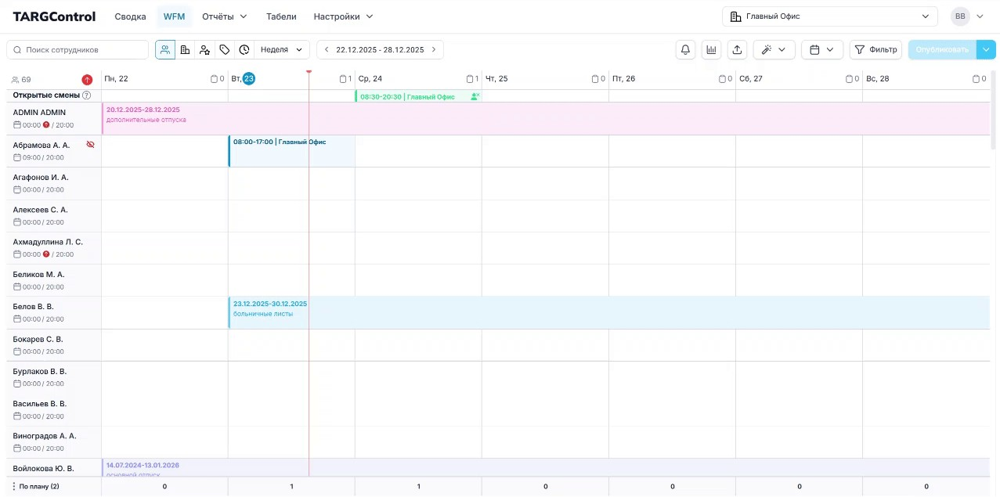 TARGControl Сводка WFM Отчёты Табели Настройки Главный Офис ВВ
Поиск сотрудников Неделя 22.12.2025 - 28.12.2025 Фильтр Опубликовать
69 Пн, 22 0 Вт, 23 1 Ср, 24 1 Чт, 25 0 Пт, 26 0 Сб, 27 0 Вс, 28 0
Открытые смены ? 08:30-20:30 | Главный Офис
ADMIN ADMIN
00:00 / 20:00
20.12.2025-28.12.2025
дополнительные отпуска
Абрамова А. А.
09:00 / 20:00
08:00-17:00 | Главный Офис
Агафонов И. А.
00:00 / 20:00
Алексеев С. А.
00:00 / 20:00
Ахмадуллина Л. С.
00:00 / 20:00
Беликов М. А.
00:00 / 20:00
Белов В. В.
00:00 / 20:00
23.12.2025-30.12.2025
больничные листы
Бокарев С. В.
00:00 / 20:00
Бурлаков В. В.
00:00 / 20:00
Васильев В. В.
00:00 / 20:00
Виноградов А. А.
00:00 / 20:00
Войлокова Ю. В.
14.07.2024-13.01.2026
основной отпуск
По плану (2) 0 1 1 0 0 0 0